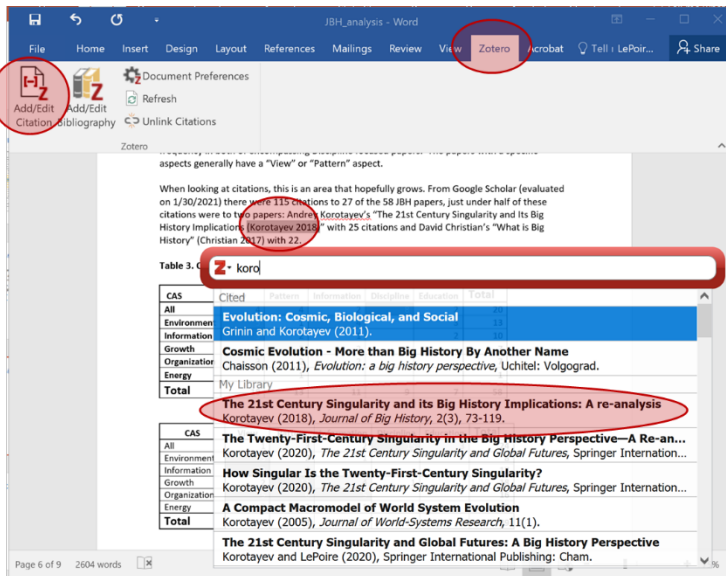 JBH_analysis - Word
File Home Insert Design Layout References Mailings Review View Zotero Acrobat Tell LePoir... Share
Add/Edit Citation
Add/Edit Bibliography
Document Preferences
Refresh
Unlink Citations
Zotero
aspects generally have a "View" or "Pattern" aspect.
When looking at citations, this is an area that hopefully grows. From Google Scholar (evaluated
on 1/30/2021) there were 115 citations to 27 of the 58 JBH papers, just under half of these
citations were to two papers: Andrey Korotayev's "The 21st Century Singularity and Its Big
History Implications (Korotayev 2018)" with 25 citations and David Christian's "What is Big
History" (Christian 2017) with 22.
Table 3.
Z koro
Cited
Evolution: Cosmic, Biological, and Social
Grinin and Korotayev (2011).
Cosmic Evolution - More than Big History By Another Name
Chaisson (2011), Evolution: a big history perspective, Uchitel: Volgograd.
My Library
The 21st Century Singularity and its Big History Implications: A re-analysis
Korotayev (2018), Journal of Big History, 2(3), 73-119.
The Twenty-First-Century Singularity in the Big History Perspective—A Re-an...
Korotayev (2020), The 21st Century Singularity and Global Futures, Springer Internation...
How Singular Is the Twenty-First-Century Singularity?
Korotayev (2020), The 21st Century Singularity and Global Futures, Springer Internation...
A Compact Macromodel of World System Evolution
Korotayev (2005), Journal of World-Systems Research, 11(1).
The 21st Century Singularity and Global Futures: A Big History Perspective
Korotayev and LePoire (2020), Springer International Publishing: Cham.
CAS Pattern Information Discipline Education Total
All
Environmen
Information
Growth
Organizatio
Energy
Total
CAS
All
Environment
Information
Growth
Organization
Energy
Total
Page 6 of 9 2604 words